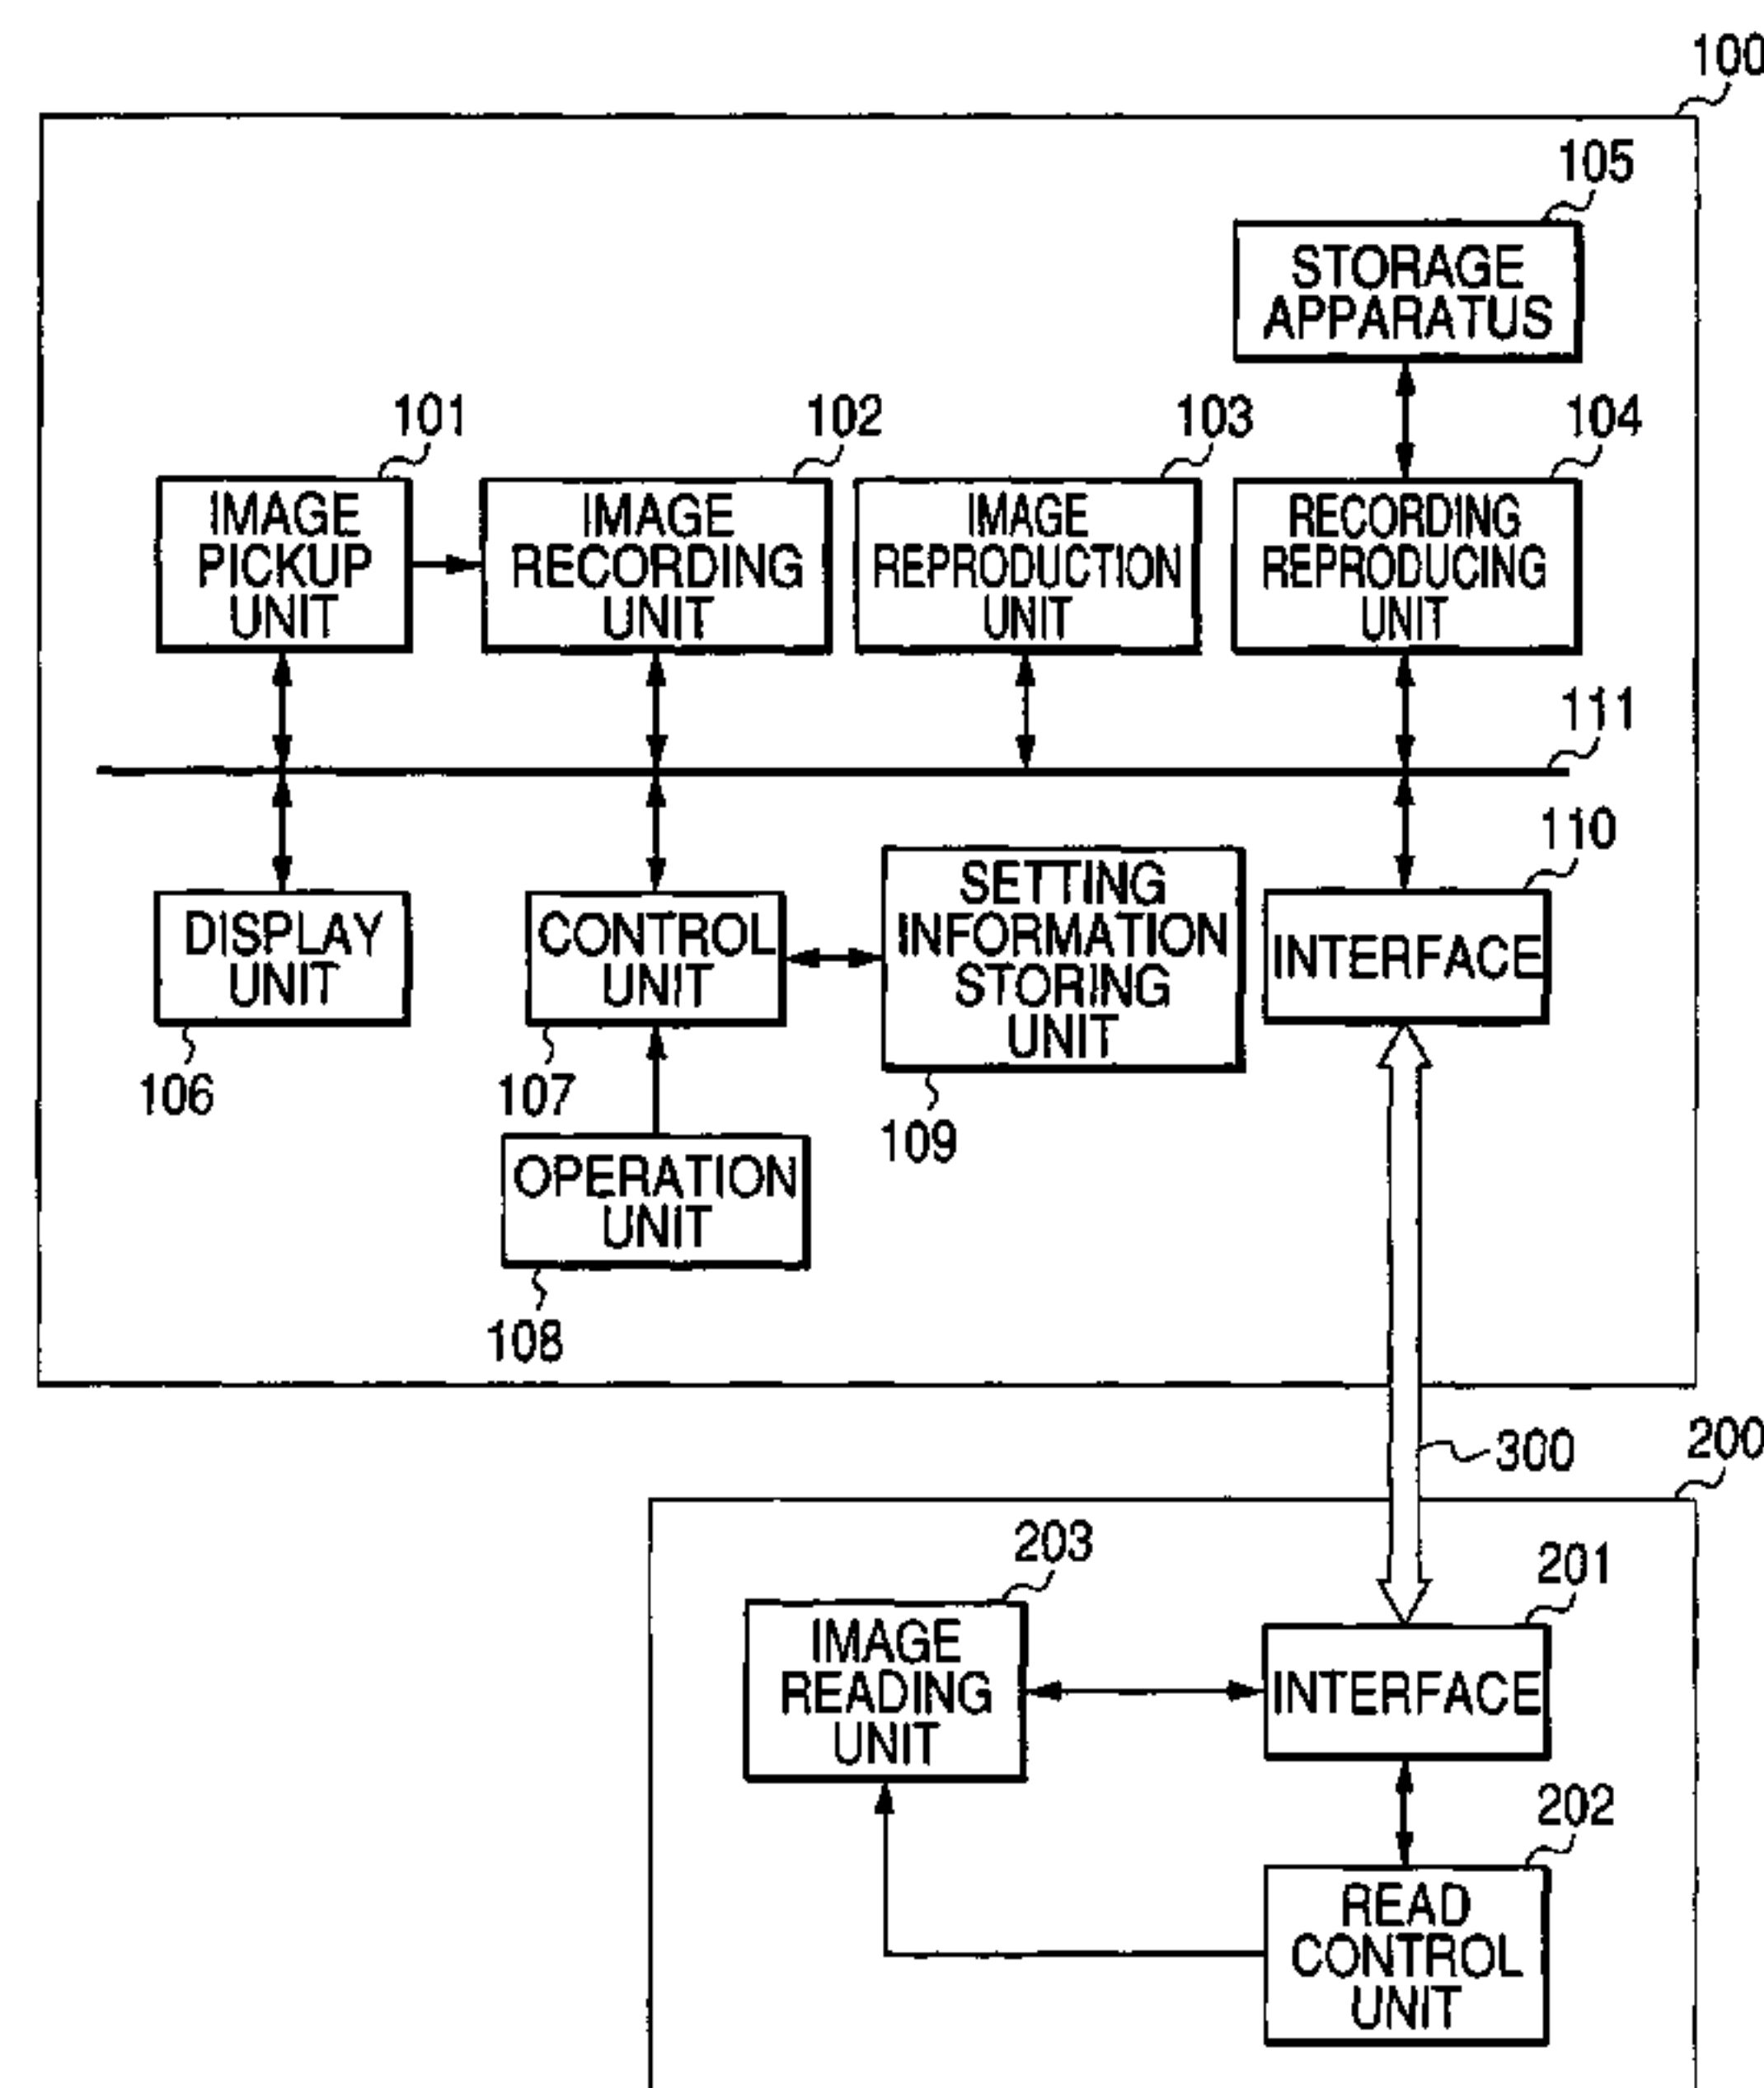 100
105
STORAGE
APPARATUS
101
102
103
104
IMAGE
PICKUP
UNIT
IMAGE
RECORDING
UNIT
IMAGE
REPRODUCTION
UNIT
RECORDING
REPRODUCING
UNIT
111
110
DISPLAY
UNIT
CONTROL
UNIT
SETTING
INFORMATION
STORING
UNIT
INTERFACE
106
107
109
OPERATION
UNIT
108
300
200
203
201
IMAGE
READING
UNIT
INTERFACE
202
READ
CONTROL
UNIT